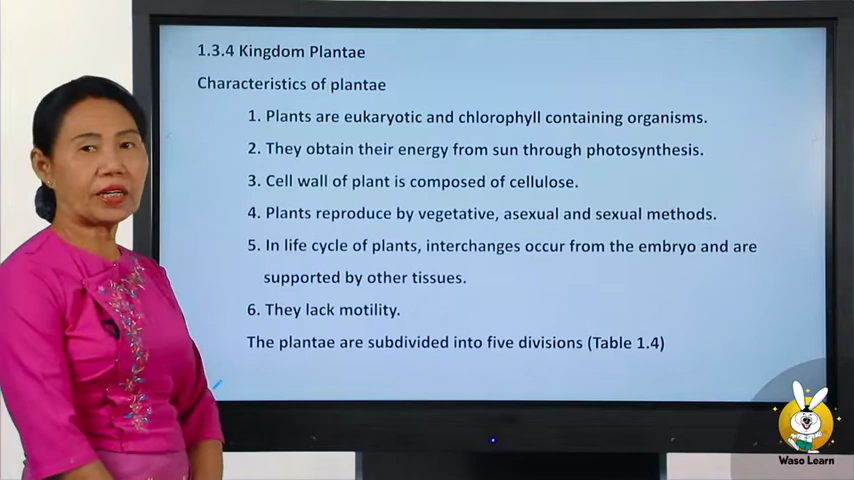 1.3.4 Kingdom Plantae
Characteristics of plantae
1. Plants are eukaryotic and chlorophyll containing organisms.
2. They obtain their energy from sun through photosynthesis.
3. Cell wall of plant is composed of cellulose.
4. Plants reproduce by vegetative, asexual and sexual methods.
5. In life cycle of plants, interchanges occur from the embryo and are
supported by other tissues.
6. They lack motility.
The plantae are subdivided into five divisions (Table 1.4)
Waso Learn